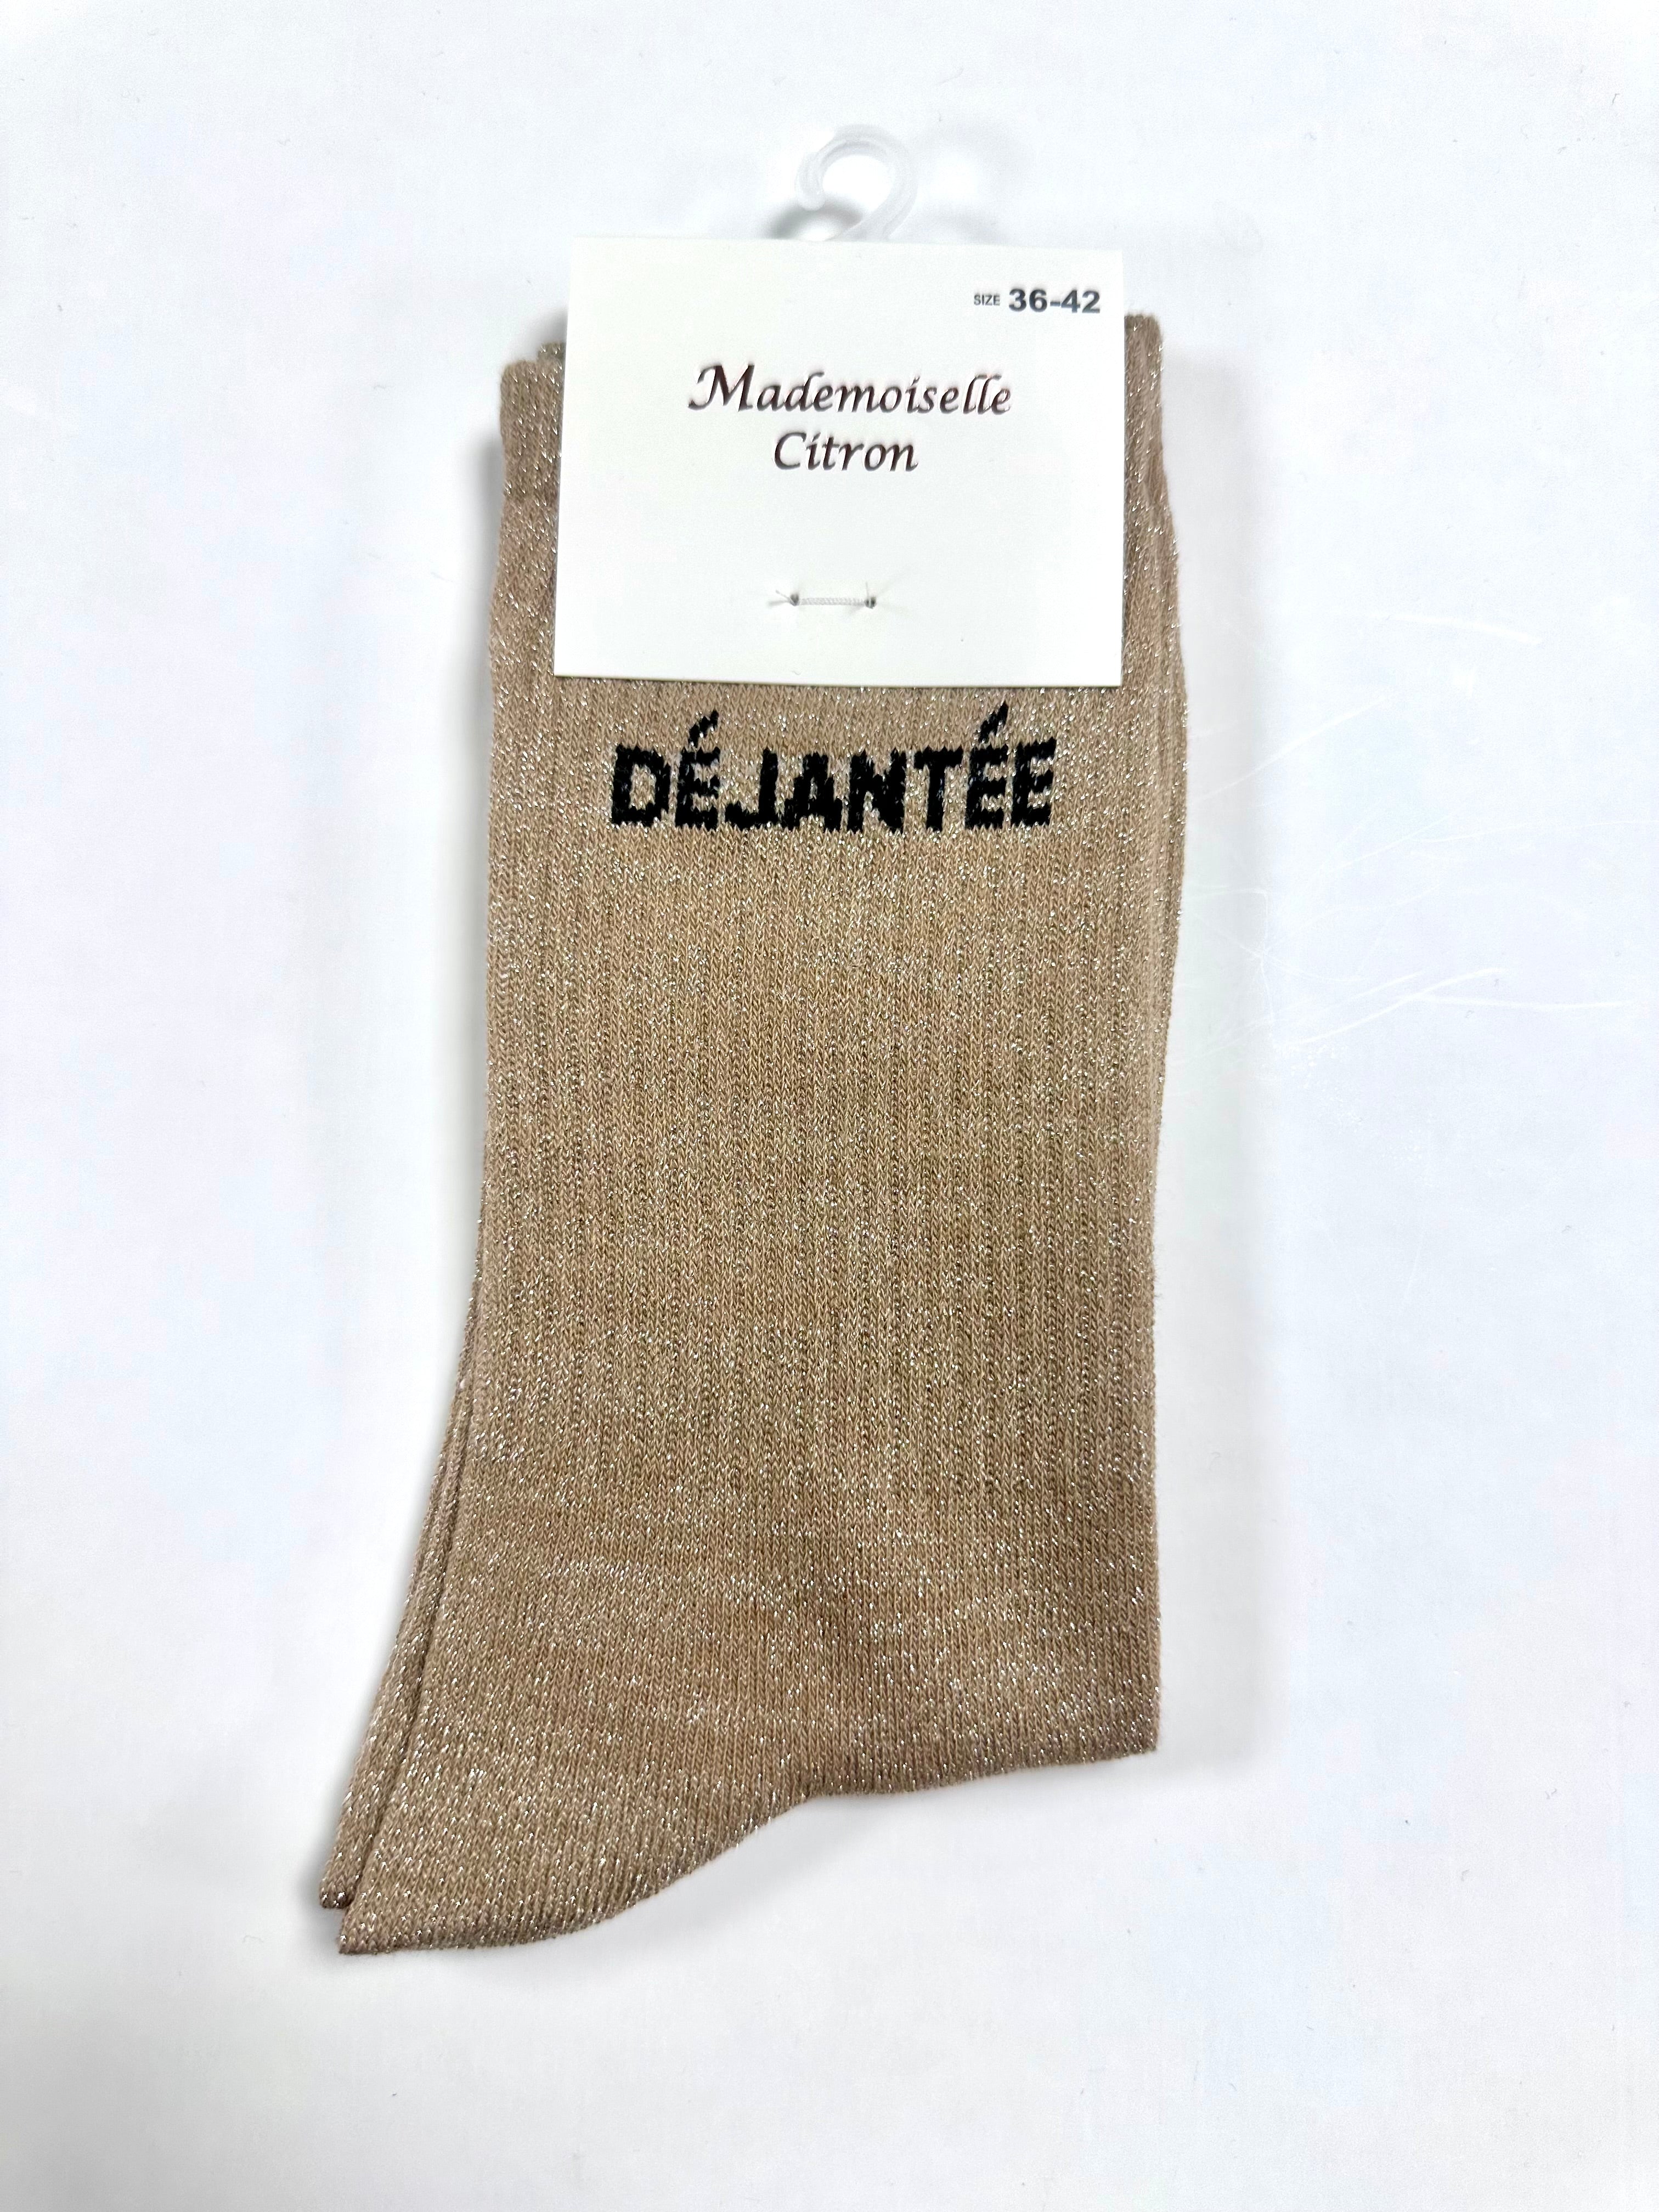 SIZE 36-42
Mademoiselle
Citron
DÉJANTÉE